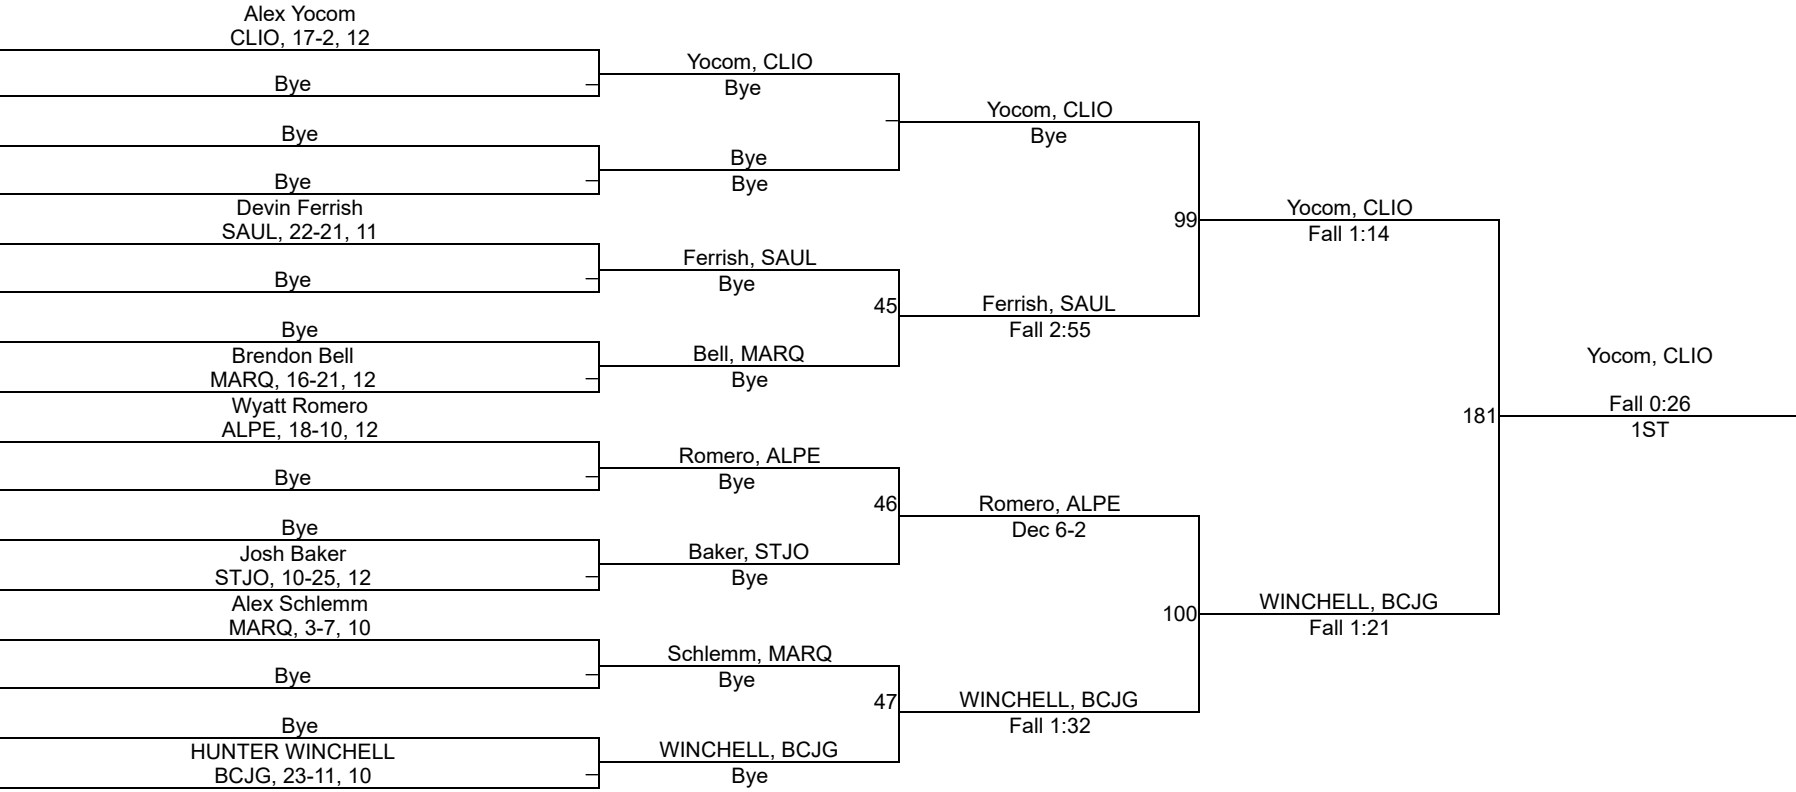 Alex Yocom
CLIO, 17-2, 12
Bye
Bye
Bye
Devin Ferrish
SAUL, 22-21, 11
Bye
Bye
Brendon Bell
MARQ, 16-21, 12
Wyatt Romero
ALPE, 18-10, 12
Bye
Bye
Josh Baker
STJO, 10-25, 12
Alex Schlemm
MARQ, 3-7, 10
Bye
Bye
HUNTER WINCHELL
BCJG, 23-11, 10
Yocom, CLIO
Bye
Bye
Bye
Ferrish, SAUL
Bye
45
Bell, MARQ
Bye
Romero, ALPE
Bye
46
Baker, STJO
Bye
Schlemm, MARQ
Bye
47
WINCHELL, BCJG
Bye
Yocom, CLIO
Bye
99
Ferrish, SAUL
Fall 2:55
Romero, ALPE
Dec 6-2
100
WINCHELL, BCJG
Fall 1:32
Yocom, CLIO
Fall 1:14
181
WINCHELL, BCJG
Fall 1:21
Yocom, CLIO
Fall 0:26
1ST